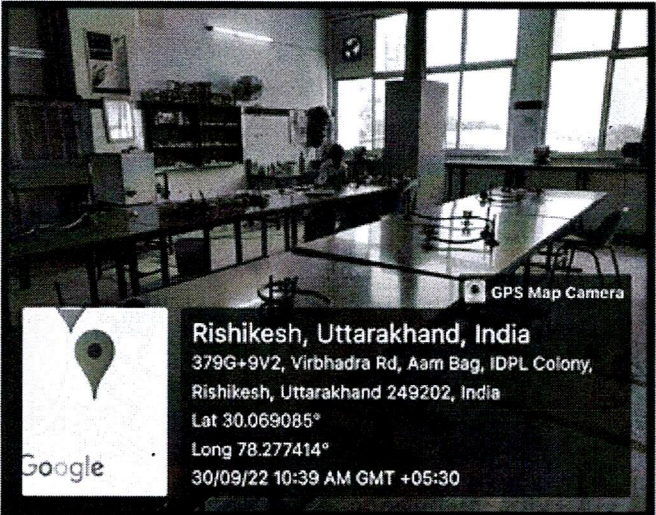 GPS Map Camera
Rishikesh, Uttarakhand, India
379G+9V2, Virbhadra Rd, Aam Bag, IDPL Colony,
Rishikesh, Uttarakhand 249202, India
Lat 30.069085°
Long 78.277414°
30/09/22 10:39 AM GMT +05:30
Google